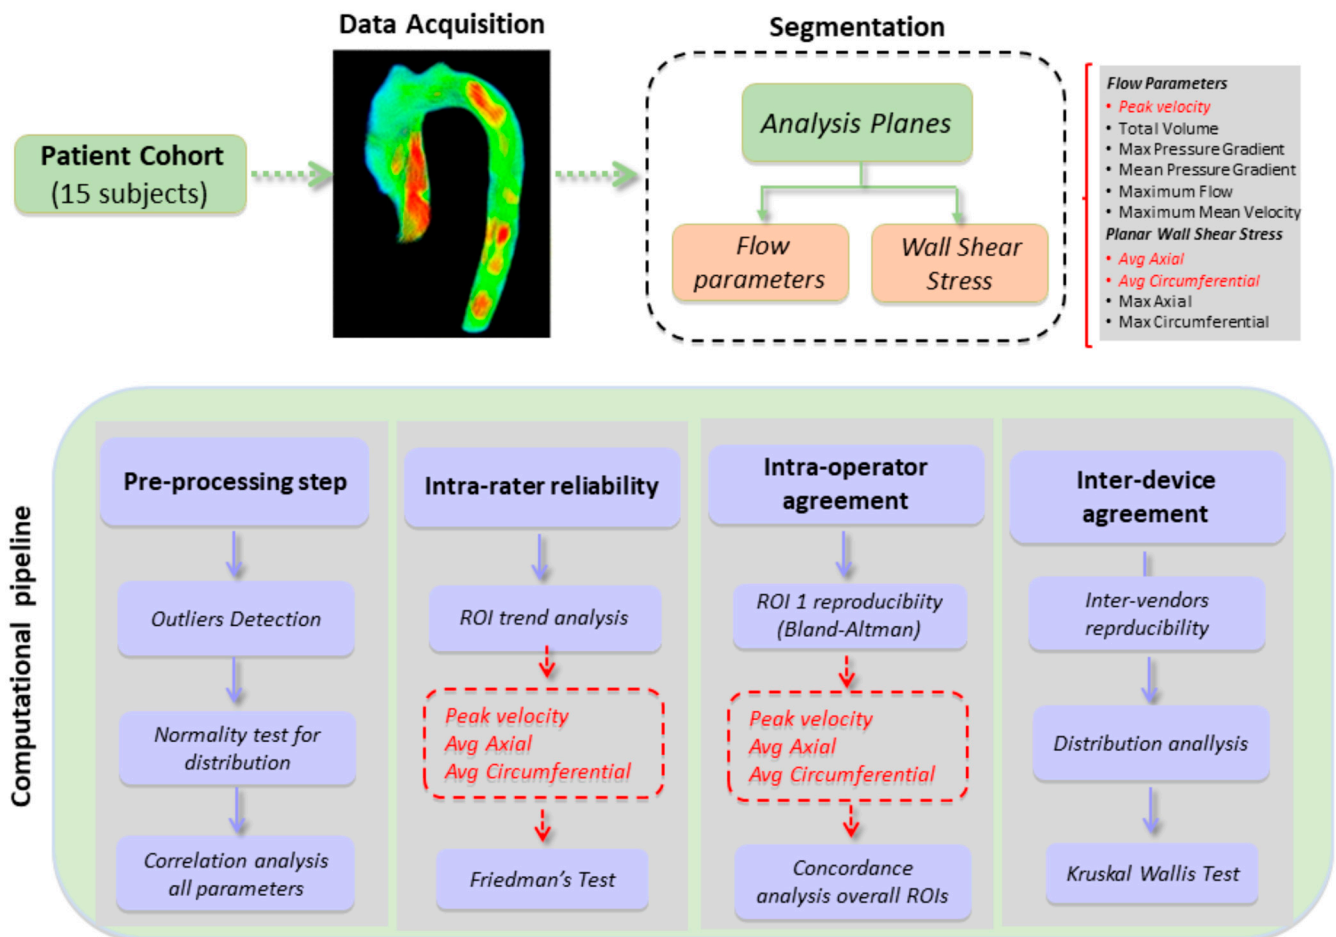 Data Acquisition
Segmentation
Patient Cohort
(15 subjects)
Analysis Planes
Flow
parameters
Wall Shear
Stress
Flow Parameters
• Peak velocity
• Total Volume
• Max Pressure Gradient
• Mean Pressure Gradient
• Maximum Flow
• Maximum Mean Velocity
Planar Wall Shear Stress
• Avg Axial
• Avg Circumferential
• Max Axial
• Max Circumferential
Computational pipeline
Pre-processing step
Outliers Detection
Normality test for
distribution
Correlation analysis
all parameters
Intra-rater reliability
ROI trend analysis
Peak velocity
Avg Axial
Avg Circumferential
Friedman's Test
Intra-operator
agreement
ROI 1 reproducibiity
(Bland-Altman)
Peak velocity
Avg Axial
Avg Circumferential
Concordance
analysis overall ROIs
Inter-device
agreement
Inter-vendors
reprducibility
Distribution anallysis
Kruskal Wallis Test